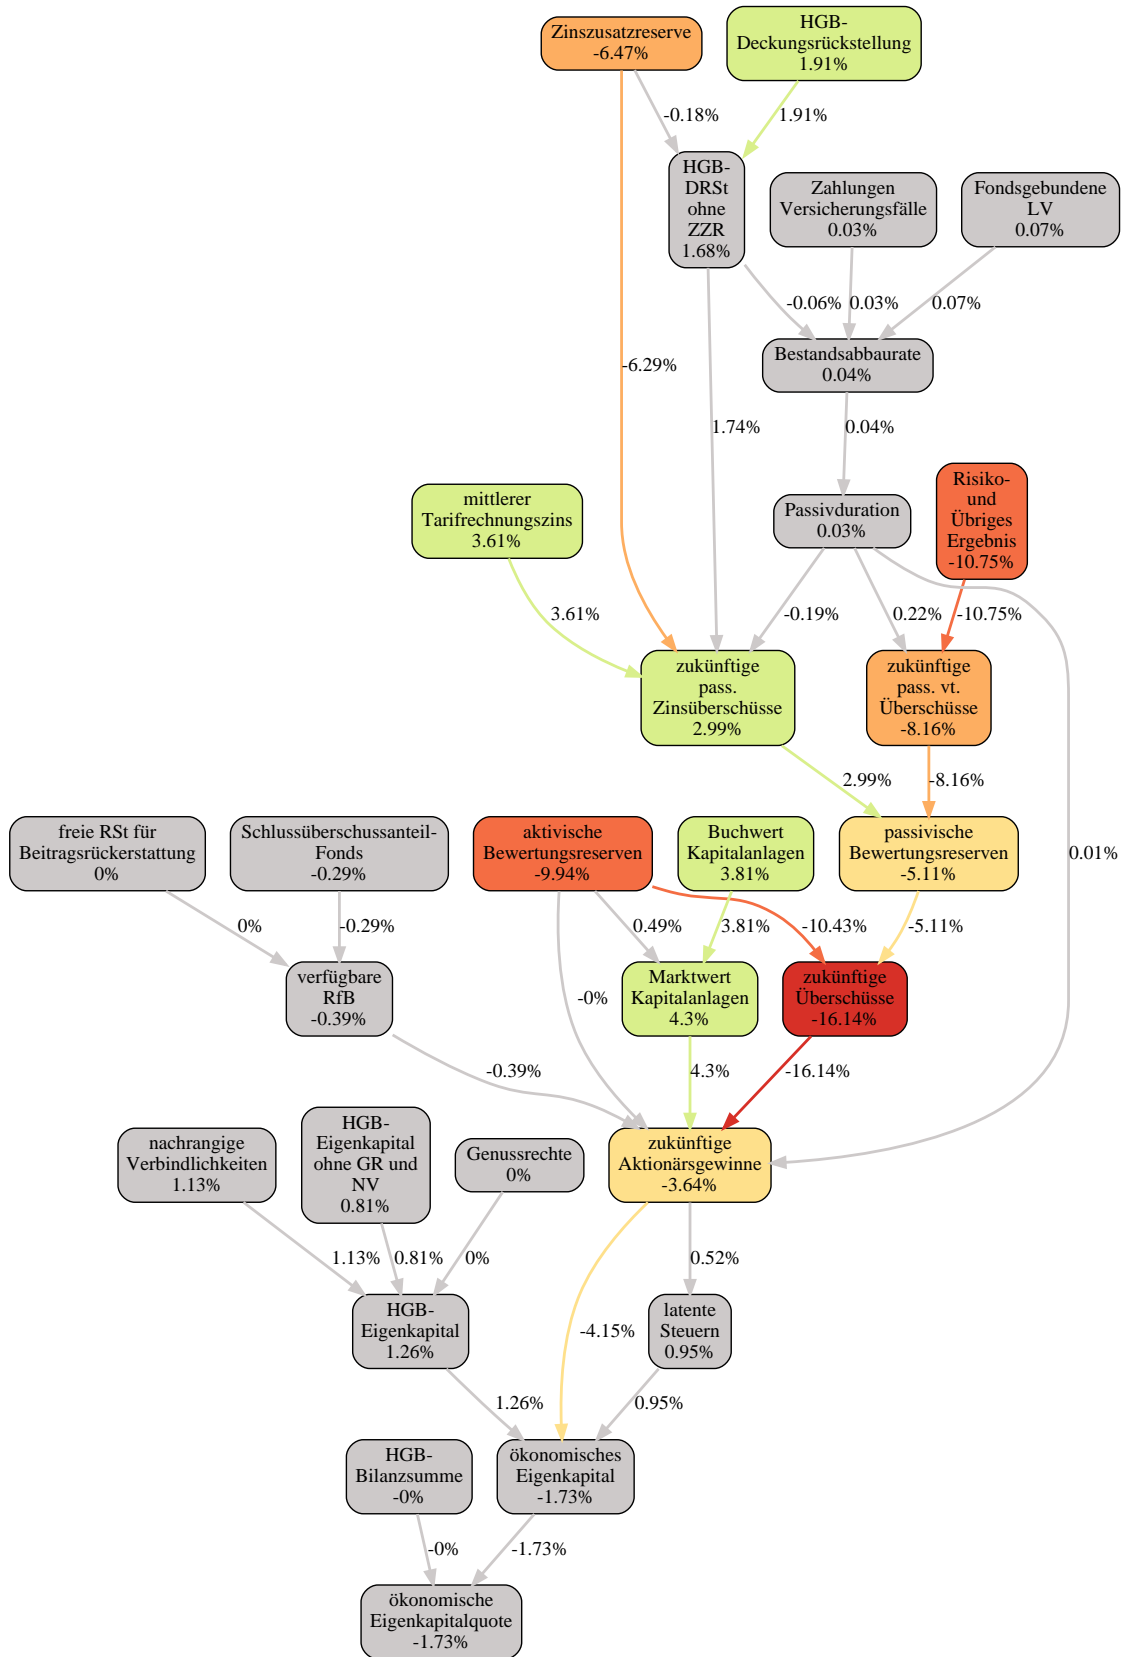 Zinszusatzreserve
-6.47%
HGB-
Deckungsrückstellung
1.91%
-0.18%
1.91%
HGB-
DRSt
ohne
ZZR
1.68%
Zahlungen
Versicherungsfälle
0.03%
Fondsgebundene
LV
0.07%
-0.06%
0.03%
0.07%
Bestandsabbaurate
0.04%
-6.29%
1.74%
0.04%
mittlerer
Tarifrechnungszins
3.61%
Passivduration
0.03%
Risiko-
und
Übriges
Ergebnis
-10.75%
3.61%
-0.19%
0.22%
-10.75%
zukünftige
pass.
Zinsüberschüsse
2.99%
zukünftige
pass. vt.
Überschüsse
-8.16%
2.99%
-8.16%
freie RSt für
Beitragsrückerstattung
0%
Schlussüberschussanteil-
Fonds
-0.29%
aktivische
Bewertungsreserven
-9.94%
Buchwert
Kapitalanlagen
3.81%
passivische
Bewertungsreserven
-5.11%
0.01%
0%
-0.29%
0.49%
3.81%
-10.43%
-5.11%
verfügbare
RfB
-0.39%
-0%
Marktwert
Kapitalanlagen
4.3%
zukünftige
Überschüsse
-16.14%
-0.39%
4.3%
-16.14%
nachrangige
Verbindlichkeiten
1.13%
HGB-
Eigenkapital
ohne GR und
NV
0.81%
Genussrechte
0%
zukünftige
Aktionärsgewinne
-3.64%
1.13%
0.81%
0%
0.52%
HGB-
Eigenkapital
1.26%
-4.15%
latente
Steuern
0.95%
1.26%
0.95%
HGB-
Bilanzsumme
-0%
ökonomisches
Eigenkapital
-1.73%
-0%
-1.73%
ökonomische
Eigenkapitalquote
-1.73%